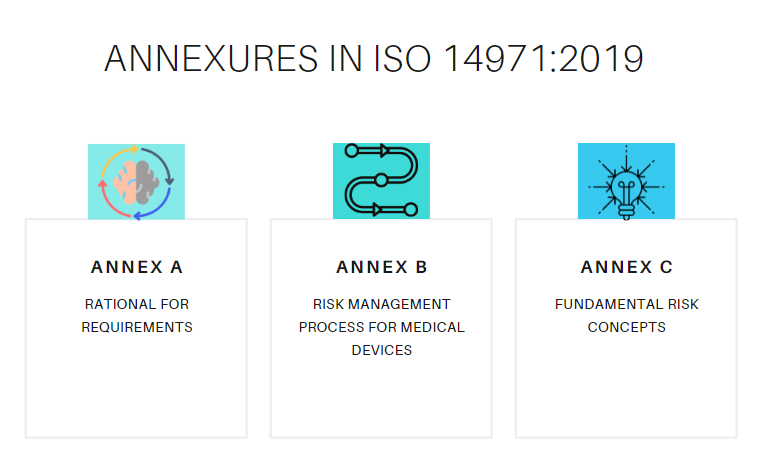 ANNEXURES IN ISO 14971:2019
ANNEX A
RATIONAL FOR
REQUIREMENTS
ANNEX B
RISK MANAGEMENT
PROCESS FOR MEDICAL
DEVICES
ANNEX C
FUNDAMENTAL RISK
CONCEPTS